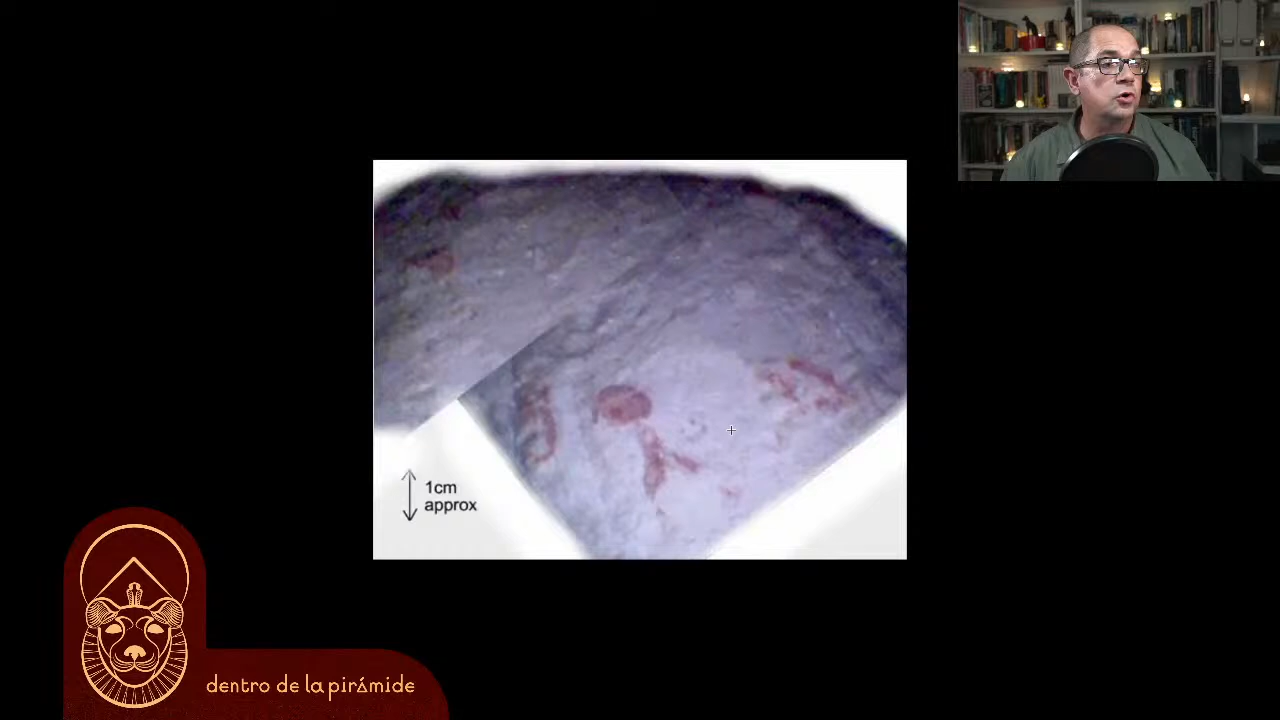 1cm
approx
dentro de la pirámide